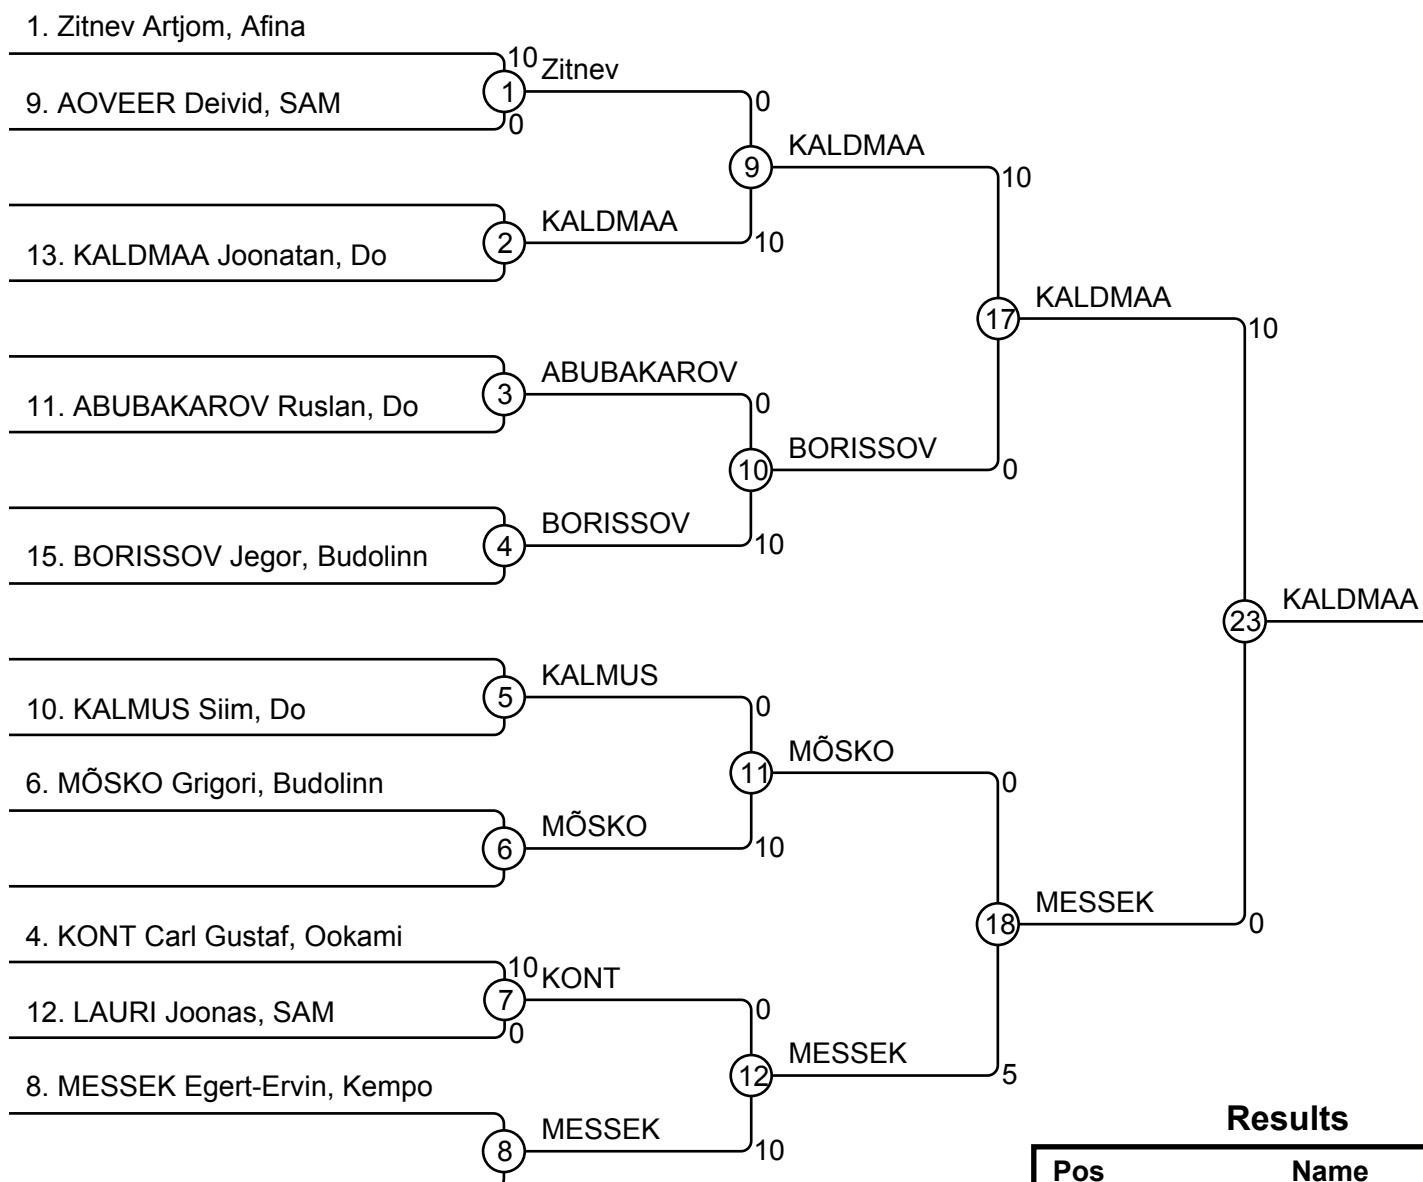 1. Zitnev Artjom, Afina
10
Zitnev
1
9. AOVEER Deivid, SAM
0
0
KALDMAA
9
10
KALDMAA
2
13. KALDMAA Joonatan, Do
10
KALDMAA
17
10
ABUBAKAROV
3
11. ABUBAKAROV Ruslan, Do
0
BORISSOV
10
0
BORISSOV
4
15. BORISSOV Jegor, Budolinn
10
KALDMAA
23
KALMUS
5
10. KALMUS Siim, Do
0
MÕSKO
11
0
6. MÕSKO Grigori, Budolinn
MÕSKO
6
10
MESSEK
18
0
4. KONT Carl Gustaf, Ookami
10
KONT
7
12. LAURI Joonas, SAM
0
0
MESSEK
12
5
8. MESSEK Egert-Ervin, Kempo
MESSEK
8
10
Results
Pos Name